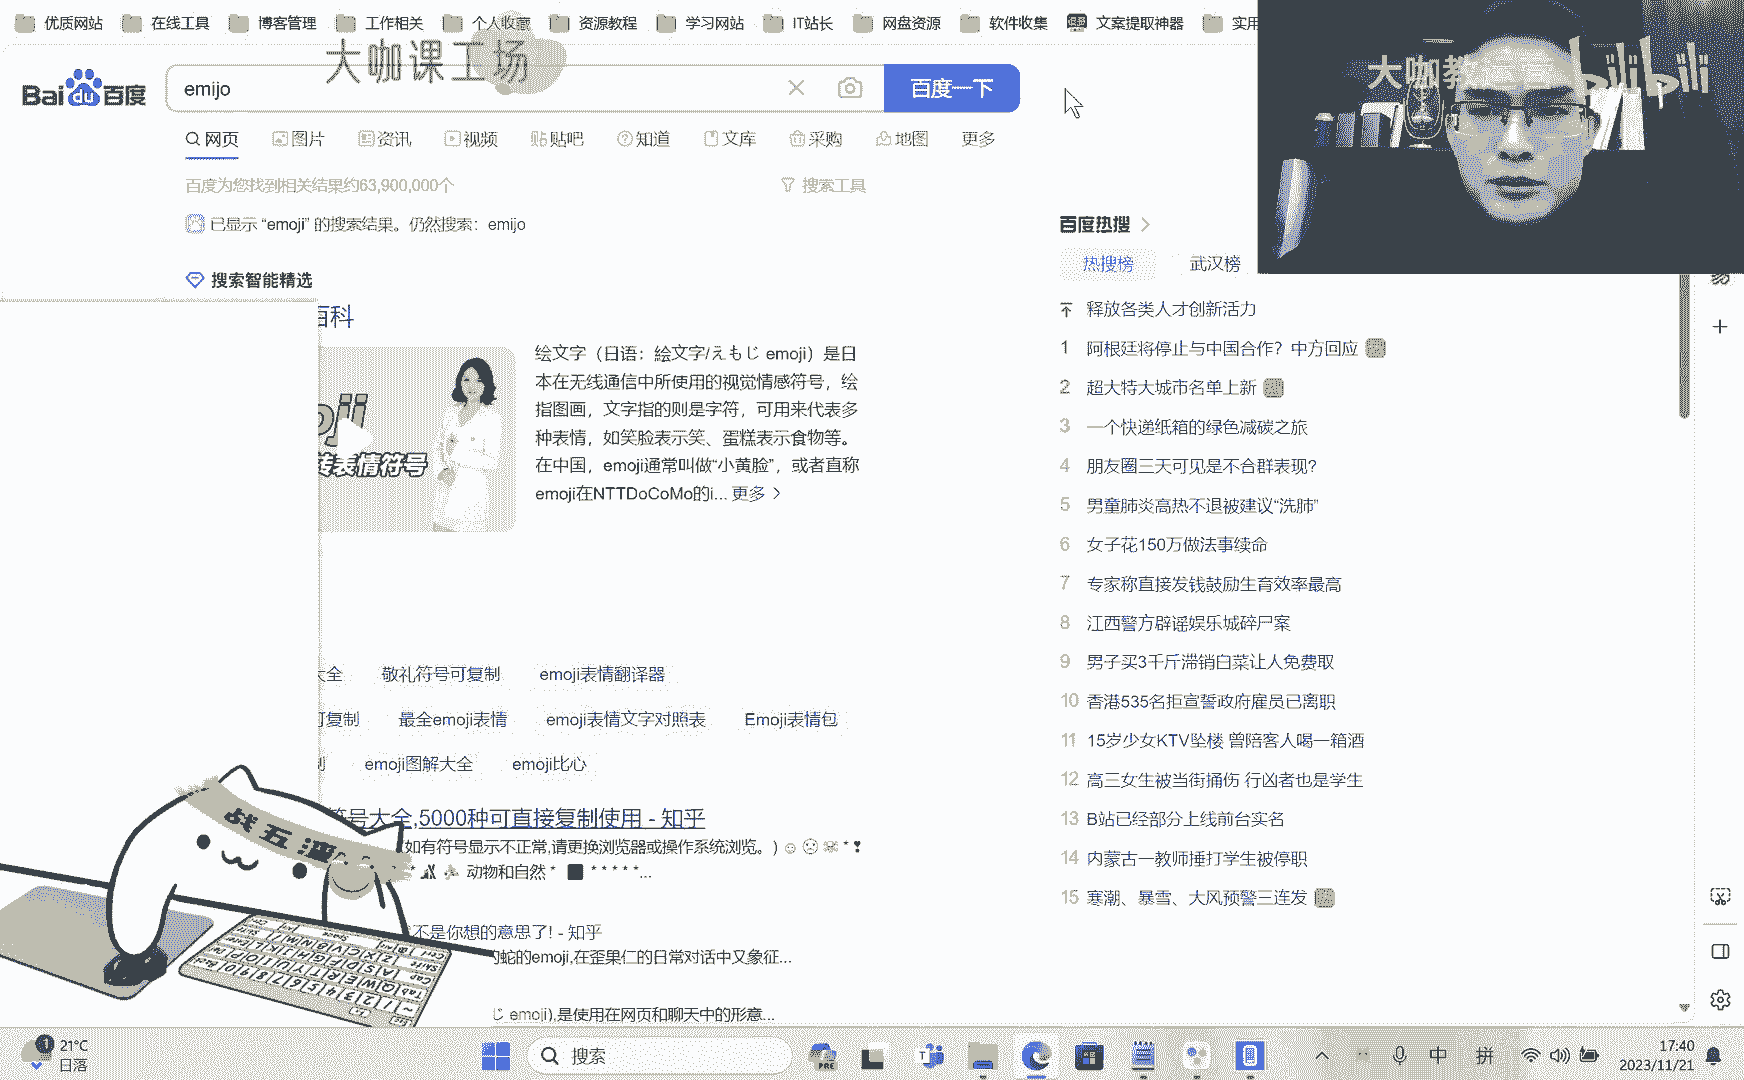 优质网站 在线工具 博客管理 工作相关 个人收藏 资源教程 学习网站 IT站长 网盘资源 软件收集 文案提取神器 实用
大咖课工场
大咖教 bilibili
Bai du 百度 emijo 百度一下
网页 图片 资讯 视频 贴吧 知道 文库 采购 地图 更多
百度为您找到相关结果约63,900,000个 搜索工具
已显示 “emoji” 的搜索结果。仍然搜索：emijo
搜索智能精选
百科
绘文字（日语：绘文字/えもじ emoji）是日
本在无线通信中所使用的视觉情感符号，绘
指图画，文字指的则是字符，可用来代表多
种表情，如笑脸表示笑、蛋糕表示食物等。
在中国，emoji通常叫做“小黄脸”，或者直称
emoji在NTTDoCoMo的i... 更多 >
oji
表情符号
大全 敬礼符号可复制 emoji表情翻译器
可复制 最全emoji表情 emoji表情文字对照表 Emoji表情包
emoji图解大全 emoji比心
符号大全,5000种可直接复制使用 - 知乎
如有符号显示不正常,请更换浏览器或操作系统浏览。) ☺ ☹ ☠ * ❣
动物和自然 * ■ * * * * *...
不是你想的意思了! - 知乎
的蛇的emoji,在歪果仁的日常对话中又象征...
じ emoji),是使用在网页和聊天中的形意...
百度热搜 >
热搜榜 武汉榜
释放各类人才创新活力
1 阿根廷将停止与中国合作？中方回应
2 超大特大城市名单上新
3 一个快递纸箱的绿色减碳之旅
4 朋友圈三天可见是不合群表现?
5 男童肺炎高热不退被建议“洗肺”
6 女子花150万做法事续命
7 专家称直接发钱鼓励生育效率最高
8 江西警方辟谣娱乐城碎尸案
9 男子买3千斤滞销白菜让人免费取
10 香港535名拒宣誓政府雇员已离职
11 15岁少女KTV坠楼 曾陪客人喝一箱酒
12 高三女生被当街捅伤 行凶者也是学生
13 B站已经部分上线前台实名
14 内蒙古一教师捶打学生被停职
15 寒潮、暴雪、大风预警三连发
战五渣
1 21°C
日落
搜索
PRE
中 拼
17:40
2023/11/21